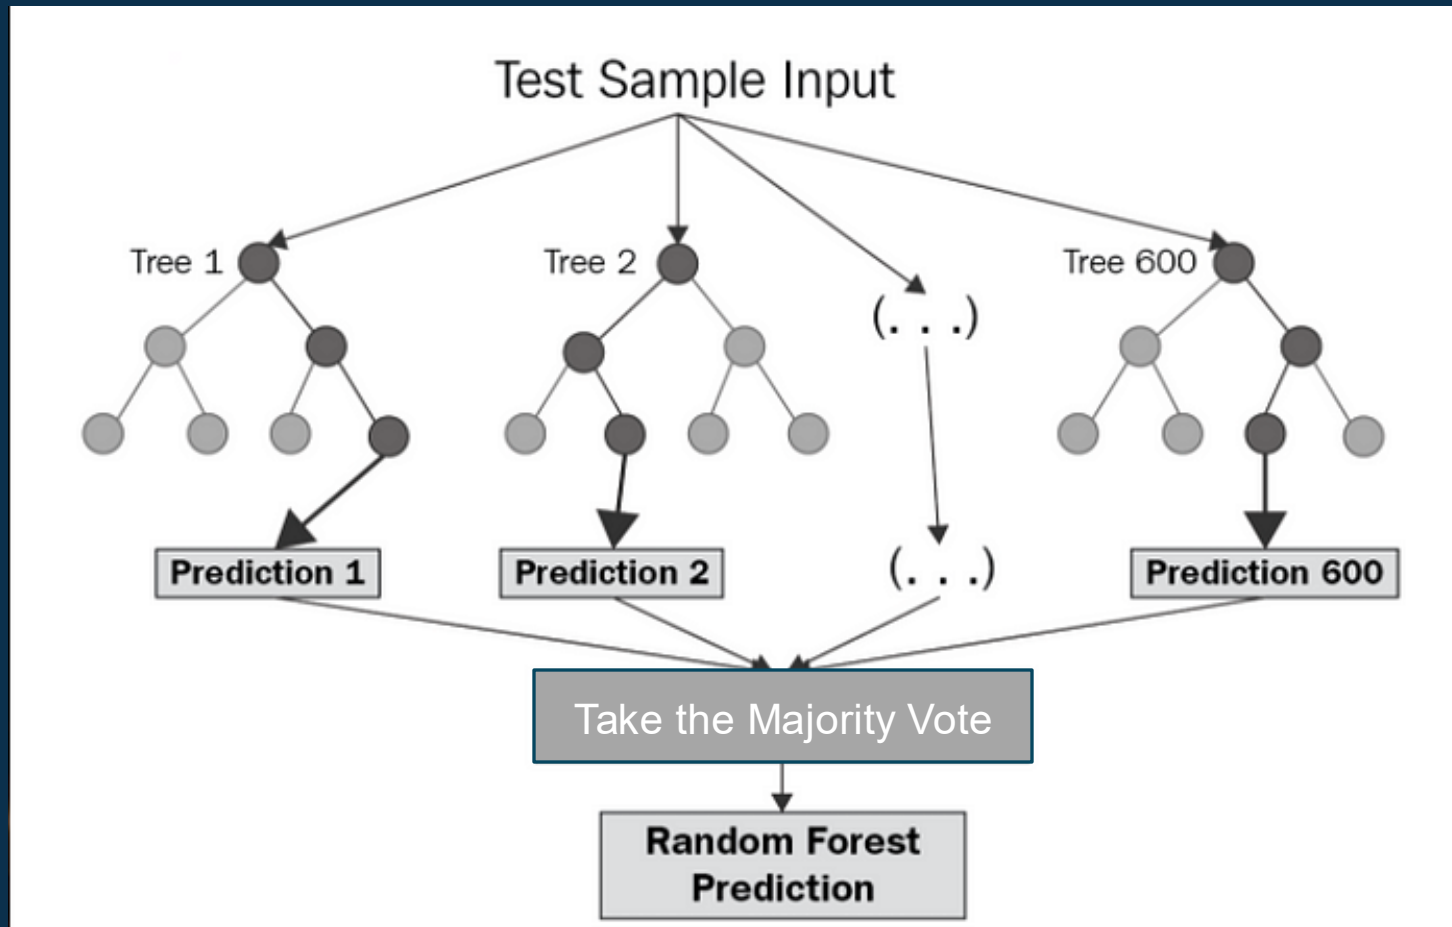 Test Sample Input
Tree 1
Tree 2
Tree 600
(. . .)
Prediction 1
Prediction 2
(. . .)
Prediction 600
Take the Majority Vote
Random Forest
Prediction